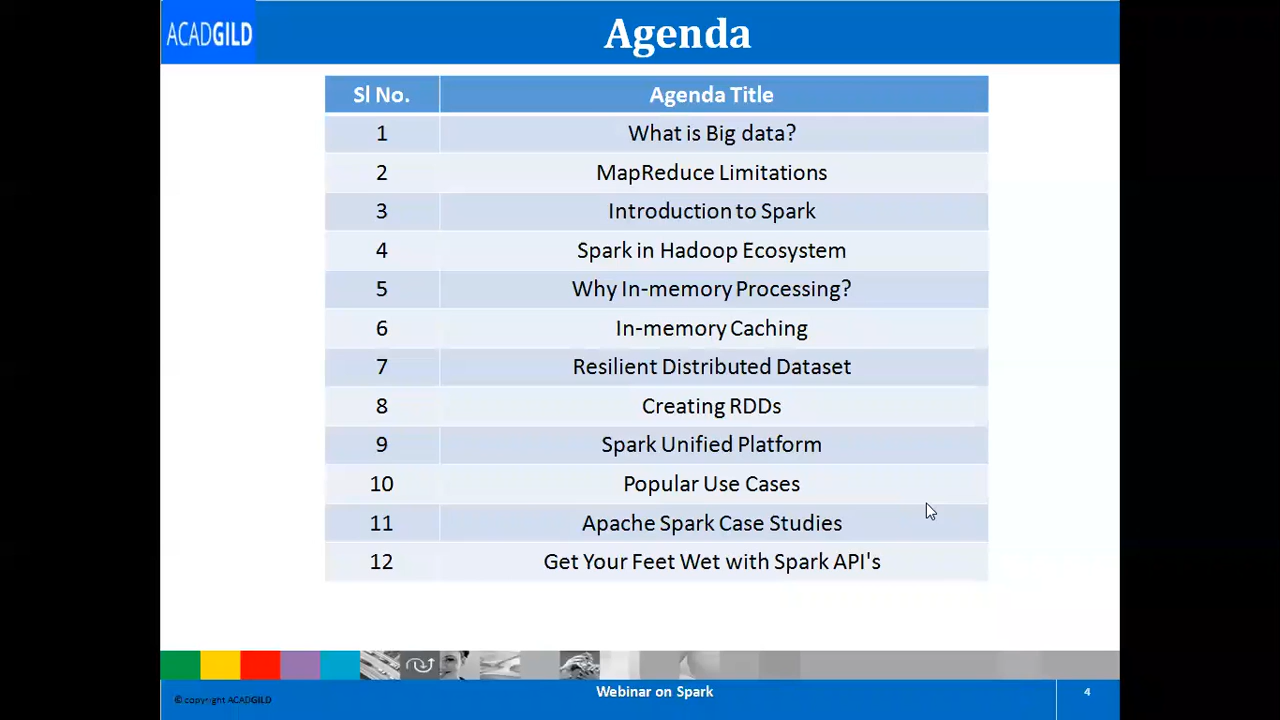 ACADGILD
Agenda
Sl No. Agenda Title
1 What is Big data?
2 MapReduce Limitations
3 Introduction to Spark
4 Spark in Hadoop Ecosystem
5 Why In-memory Processing?
6 In-memory Caching
7 Resilient Distributed Dataset
8 Creating RDDs
9 Spark Unified Platform
10 Popular Use Cases
11 Apache Spark Case Studies
12 Get Your Feet Wet with Spark API's
© copyright ACADGILD Webinar on Spark 4